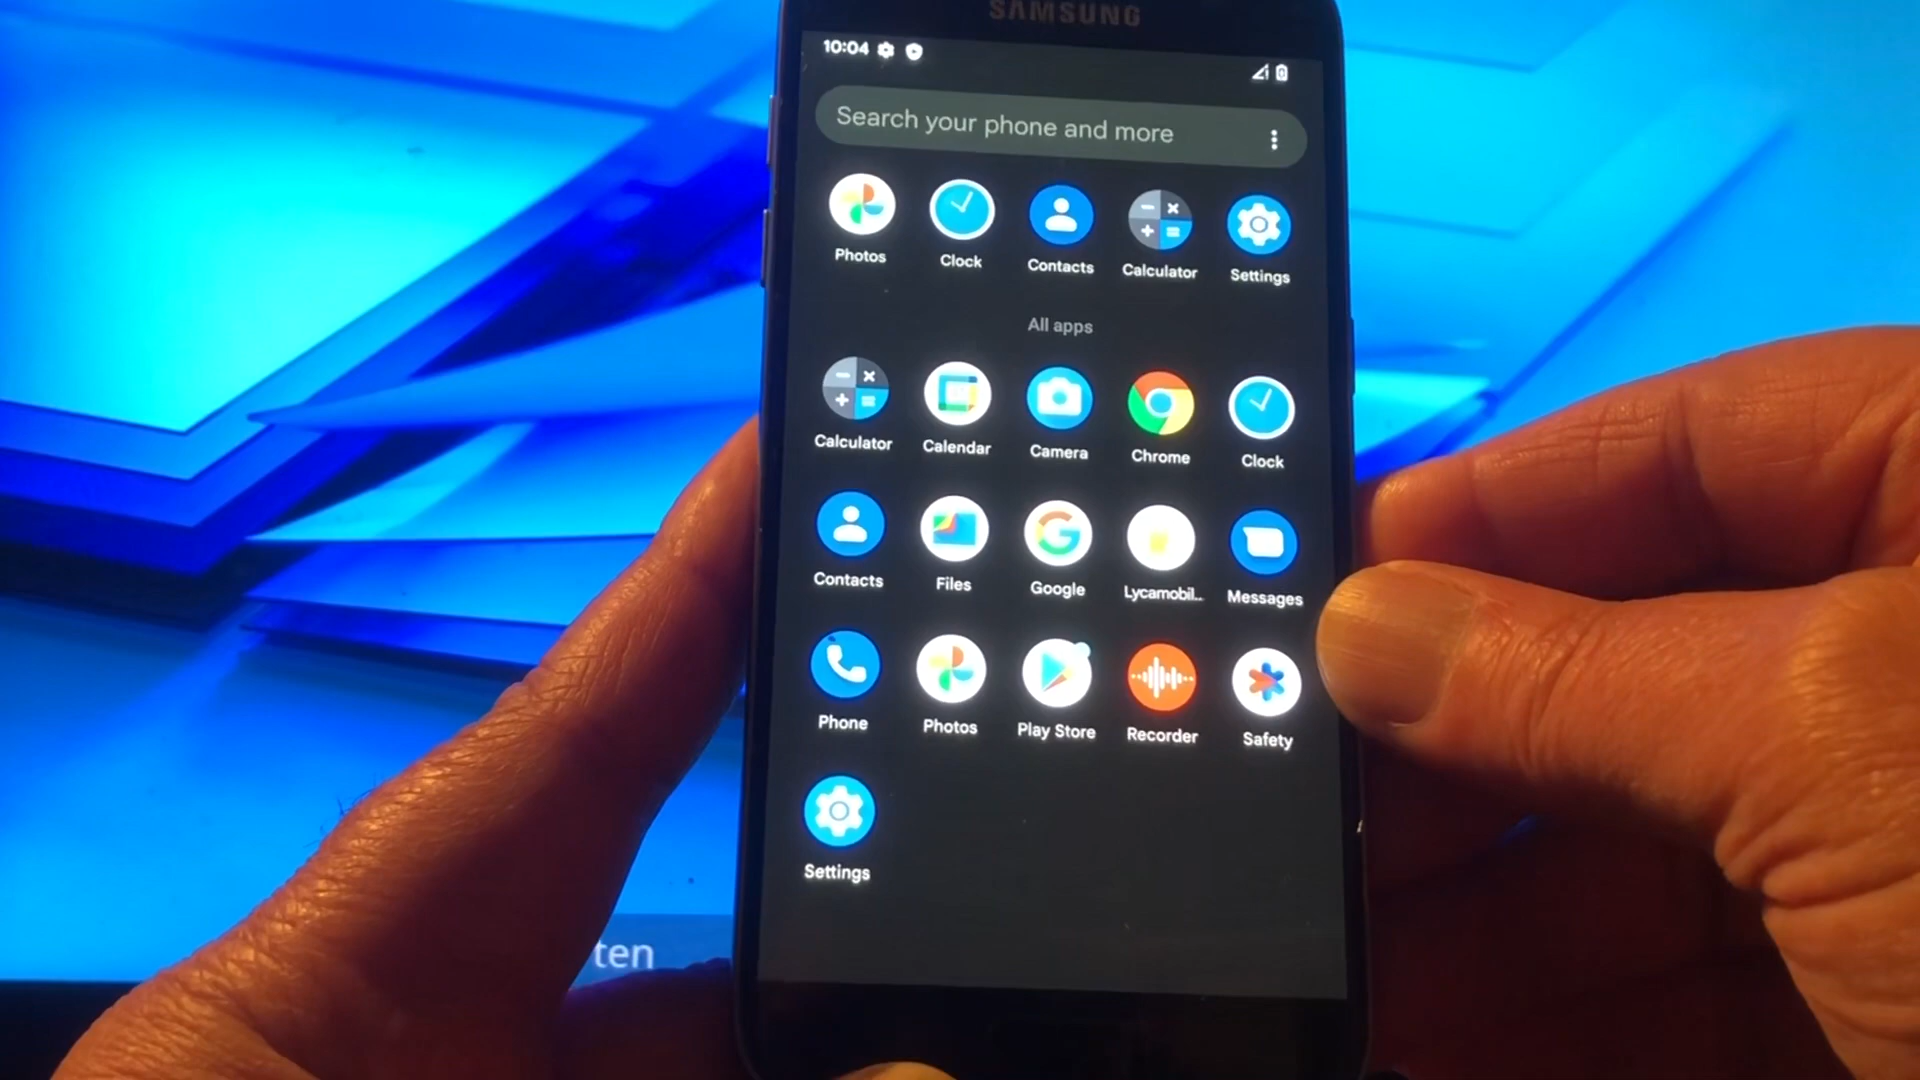 SAMSUNG
10:04
Search your phone and more
Photos Clock Contacts Calculator Settings
All apps
Calculator Calendar Camera Chrome Clock
Contacts Files Google Lycamobil... Messages
Phone Photos Play Store Recorder Safety
Settings
ten